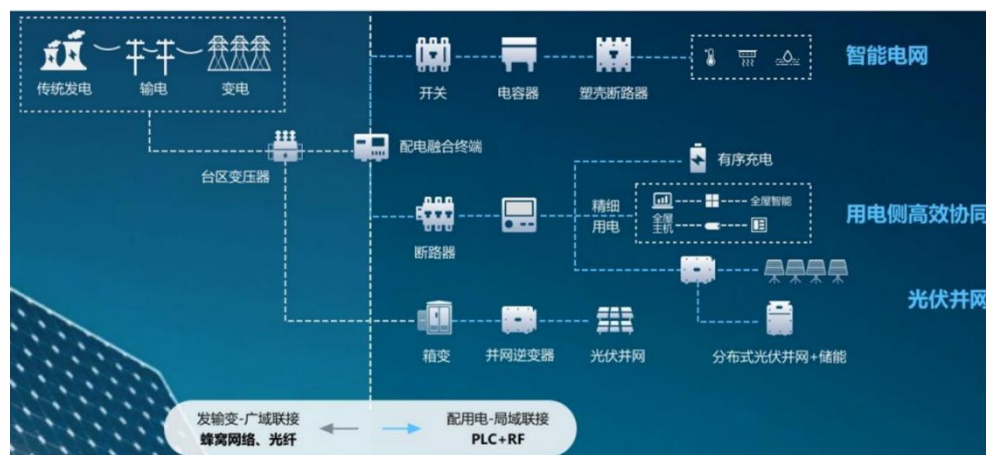 传统发电
输电
变电
开关
电容器
塑壳断路器
智能电网
台区变压器
配电融合终端
有序充电
精细
用电
全屋
主机
全屋智能
断路器
用电侧高效协同
光伏并网
箱变
并网逆变器
光伏并网
分布式光伏并网+储能
发输变-广域联接
蜂窝网络、光纤
配用电-局域联接
PLC+RF